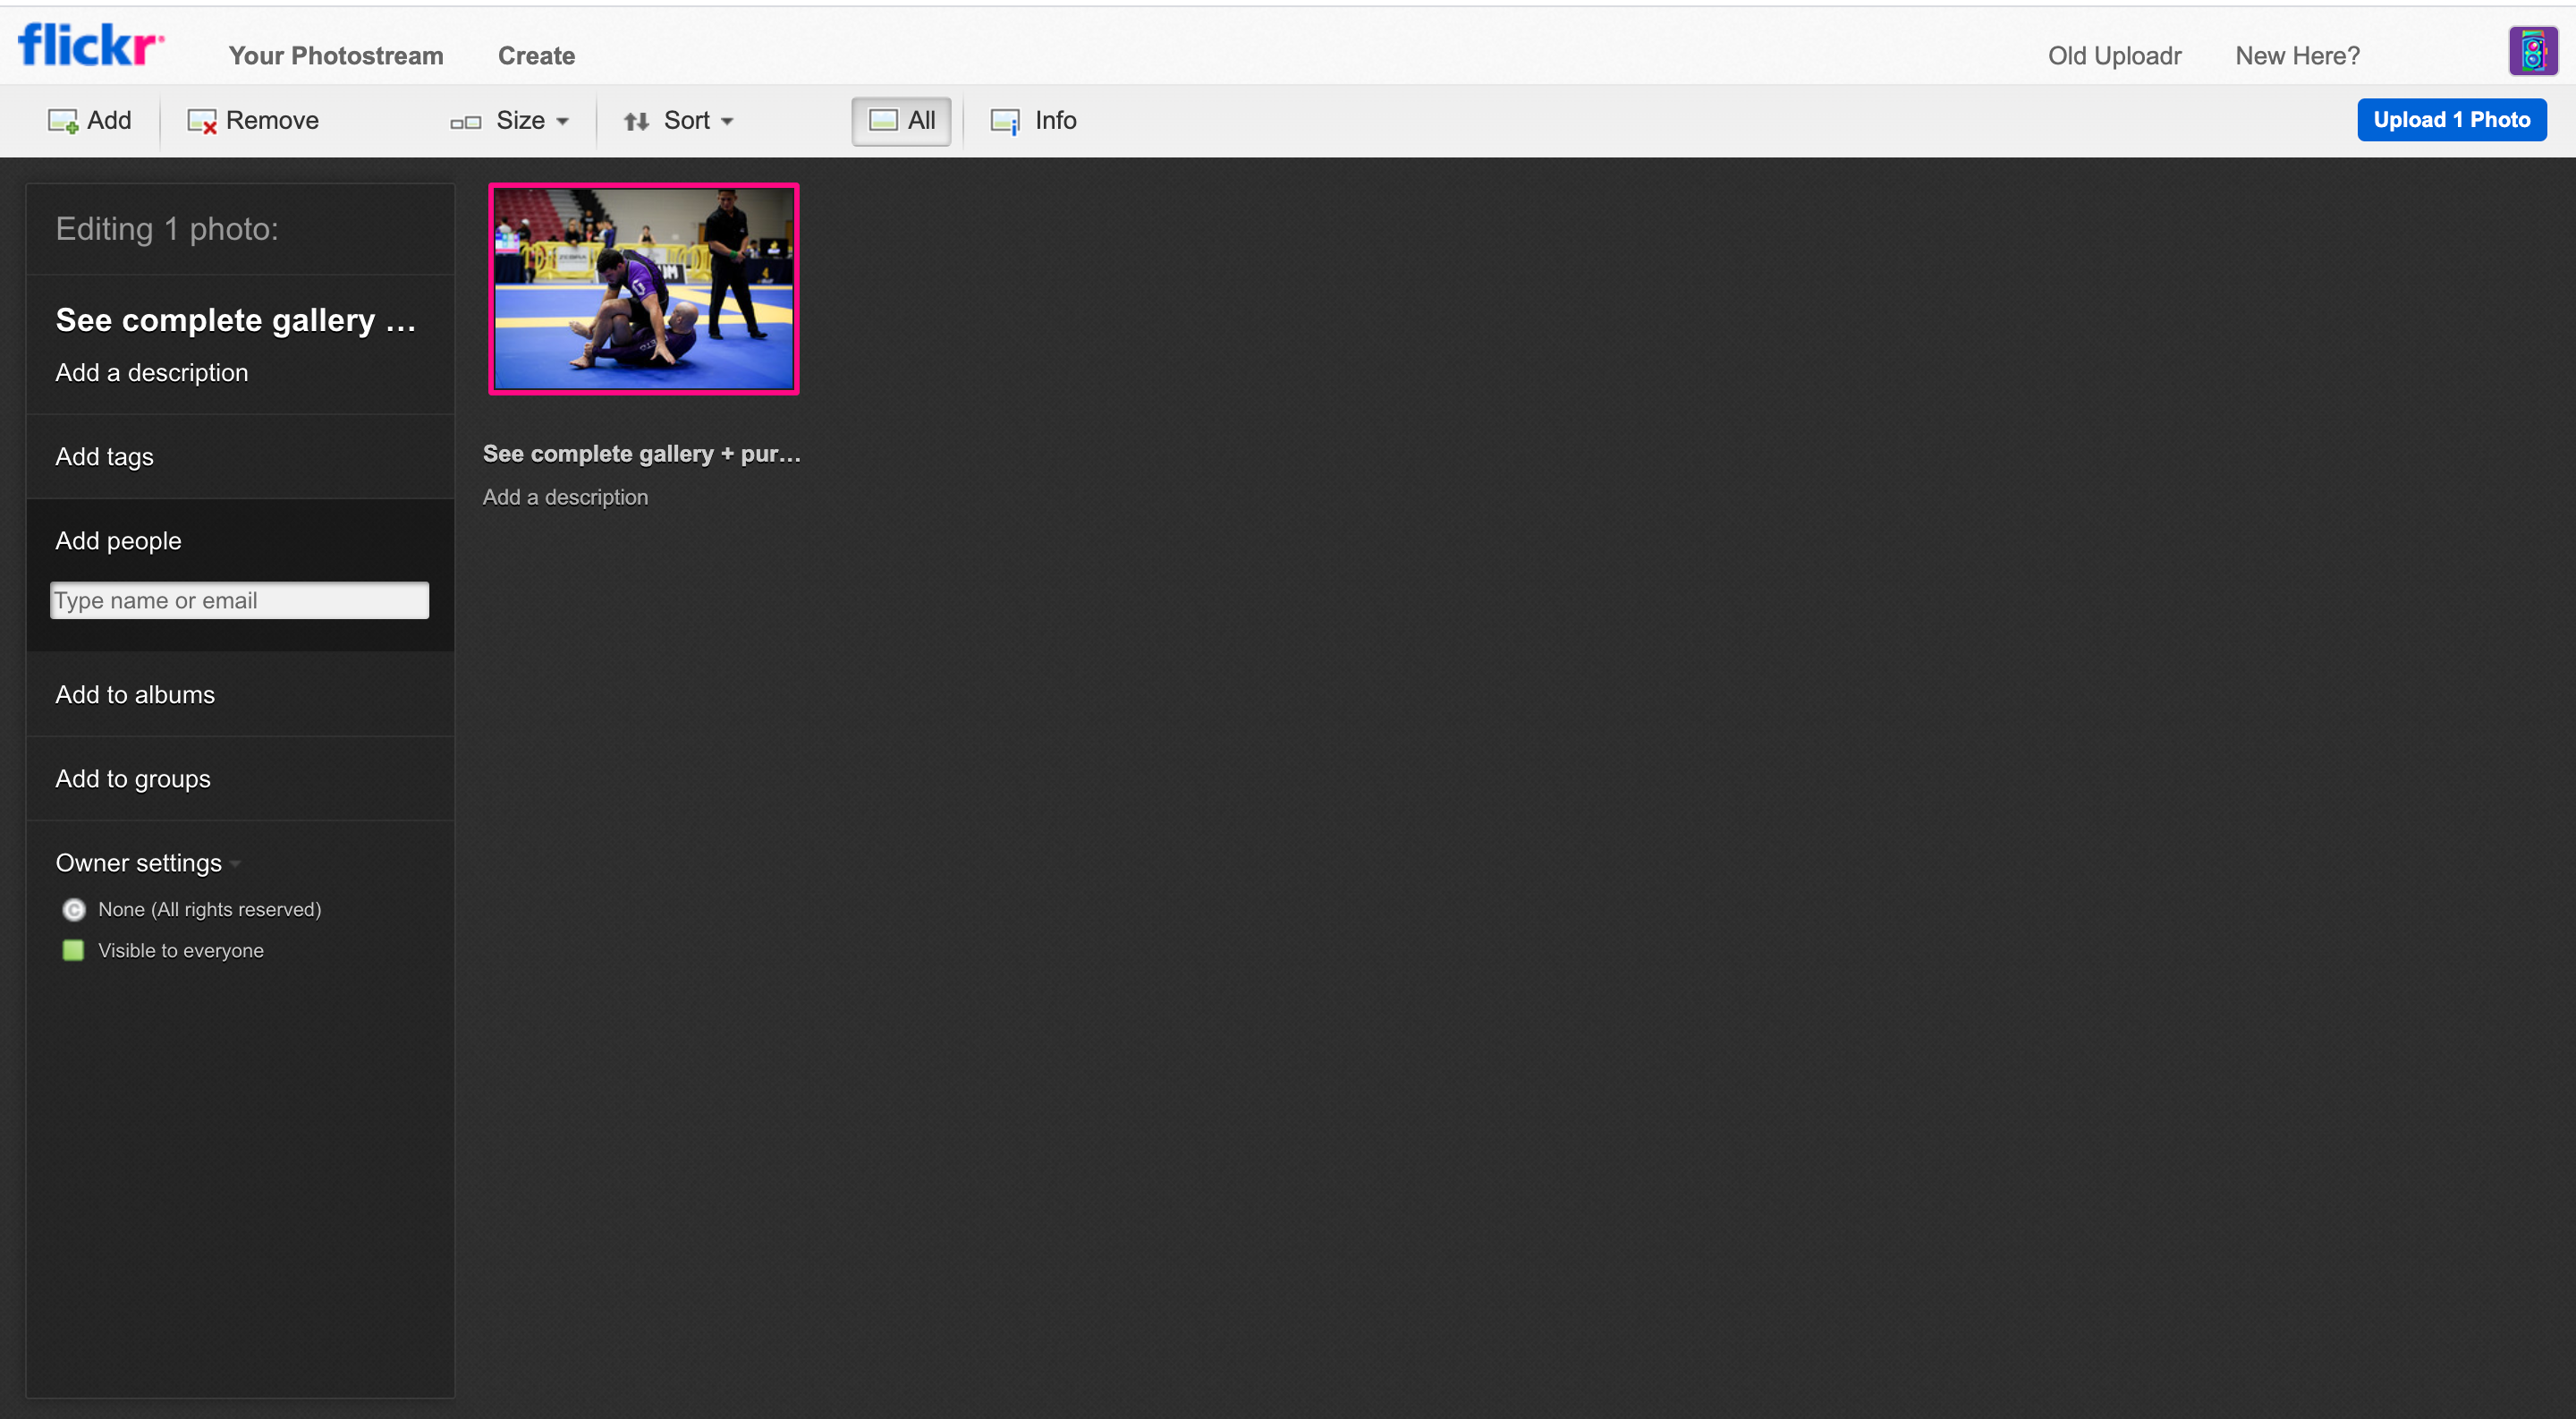 flickr
Your Photostream
Create
Old Uploadr
New Here?
Add
Remove
Size
Sort
All
Info
Upload 1 Photo
Editing 1 photo:
See complete gallery …
Add a description
Add tags
Add people
Type name or email
Add to albums
Add to groups
Owner settings
None (All rights reserved)
Visible to everyone
ZEBRA
4
See complete gallery + pur…
Add a description